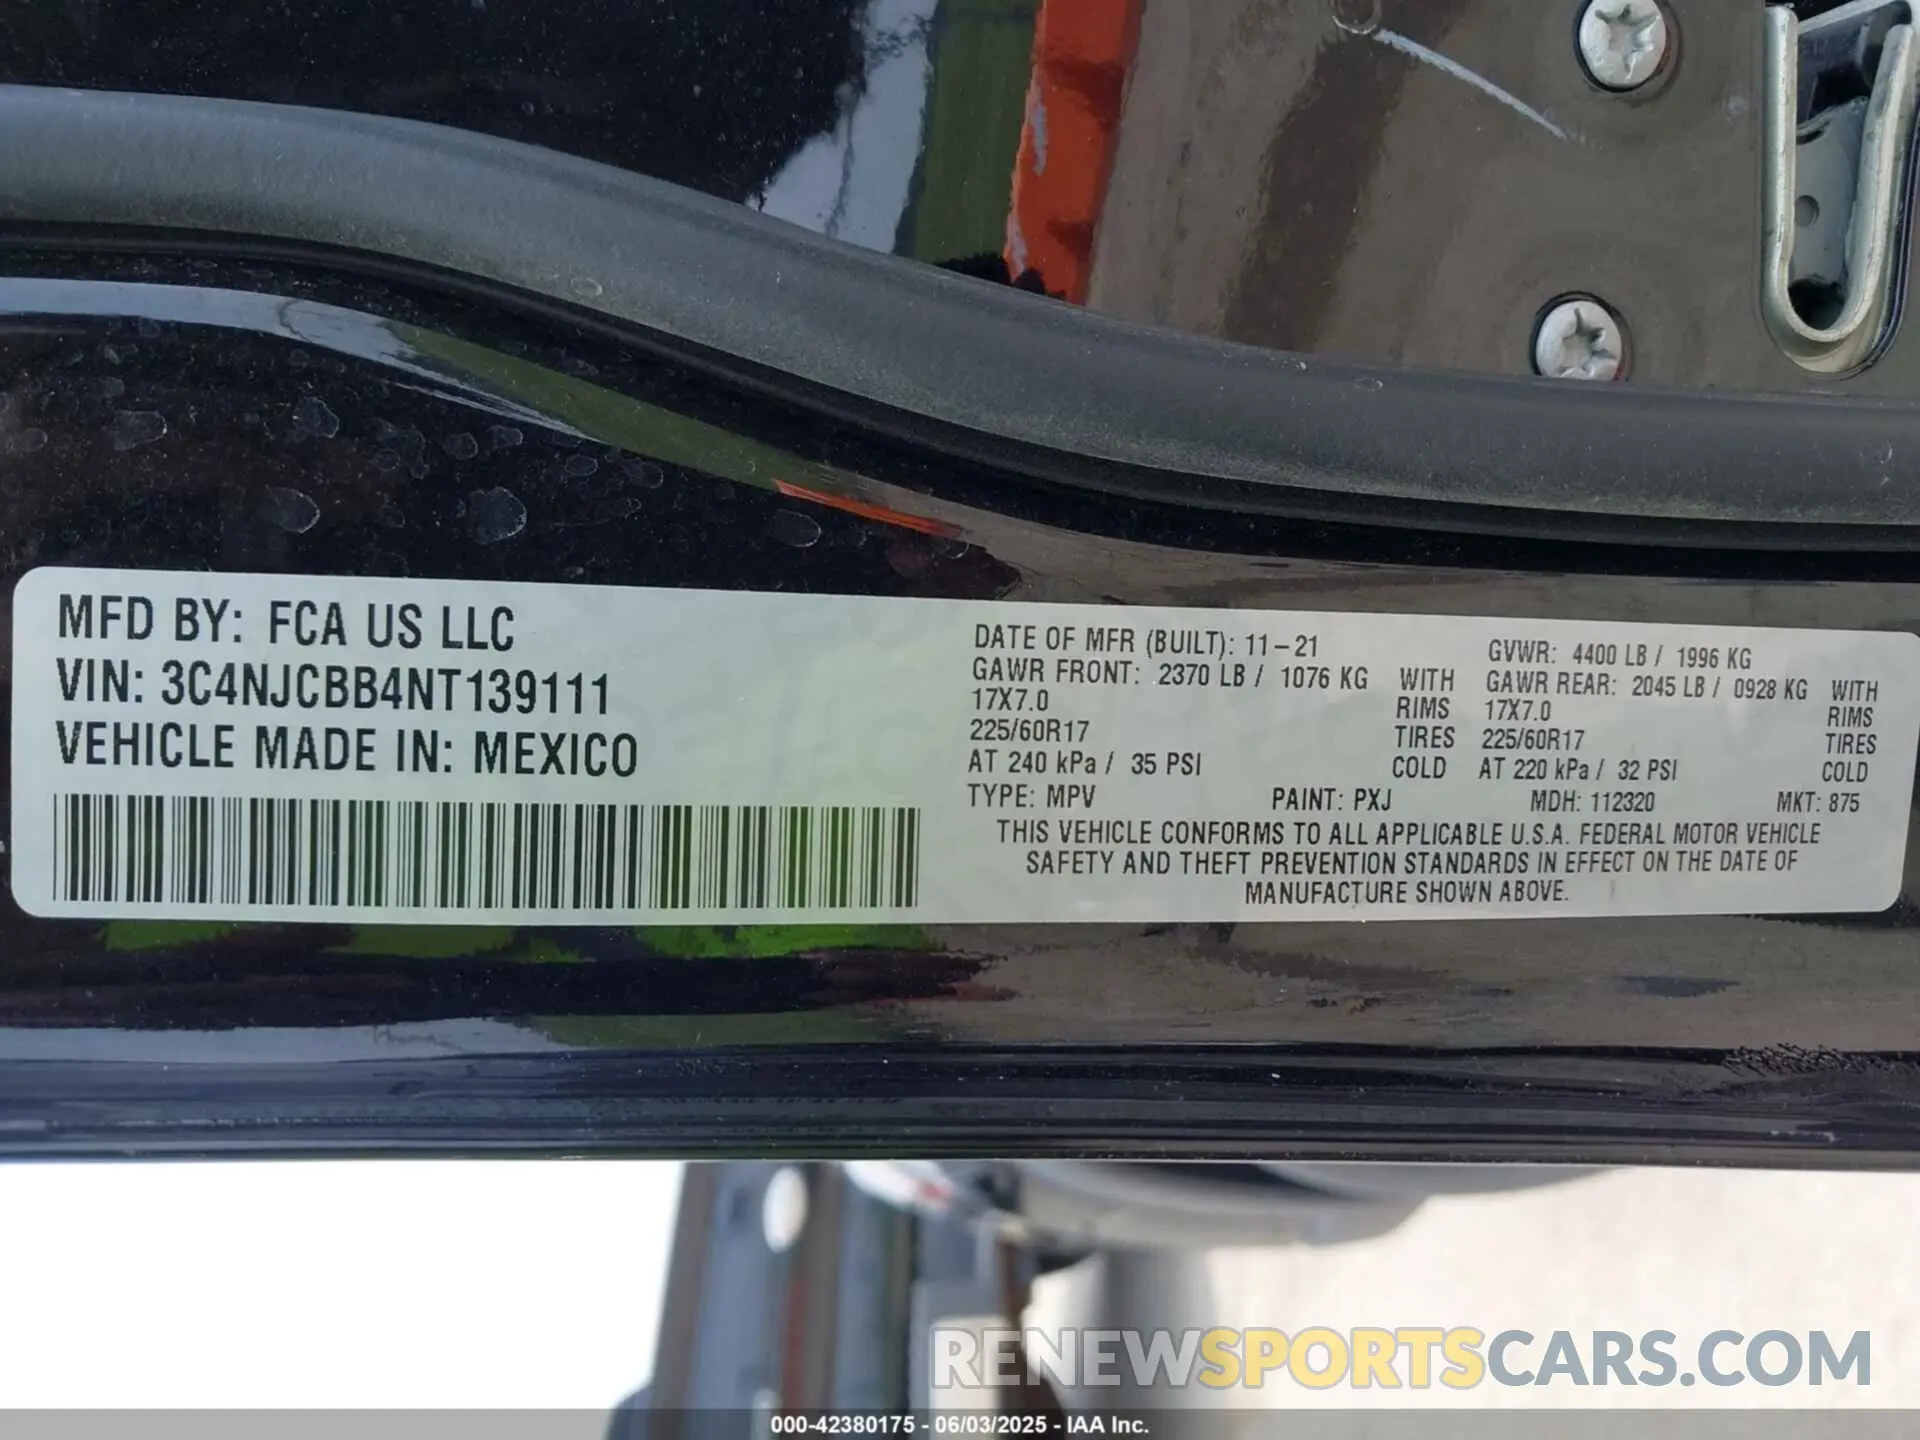 MFD BY: FCA US LLC
VIN: 3C4NJCBB4NT139111
VEHICLE MADE IN: MEXICO
DATE OF MFR (BUILT): 11-21 GVWR: 4400 LB / 1996 KG
GAWR FRONT: 2370 LB / 1076 KG WITH GAWR REAR: 2045 LB / 0928 KG WITH
17X7.0 RIMS 17X7.0 RIMS
225/60R17 TIRES 225/60R17 TIRES
AT 240 kPa / 35 PSI COLD AT 220 kPa / 32 PSI COLD
TYPE: MPV PAINT: PXJ MDH: 112320 MKT: 875
THIS VEHICLE CONFORMS TO ALL APPLICABLE U.S.A. FEDERAL MOTOR VEHICLE
SAFETY AND THEFT PREVENTION STANDARDS IN EFFECT ON THE DATE OF
MANUFACTURE SHOWN ABOVE.
RENEWSPORTSCARS.COM
000-42380175 - 06/03/2025 - IAA Inc.